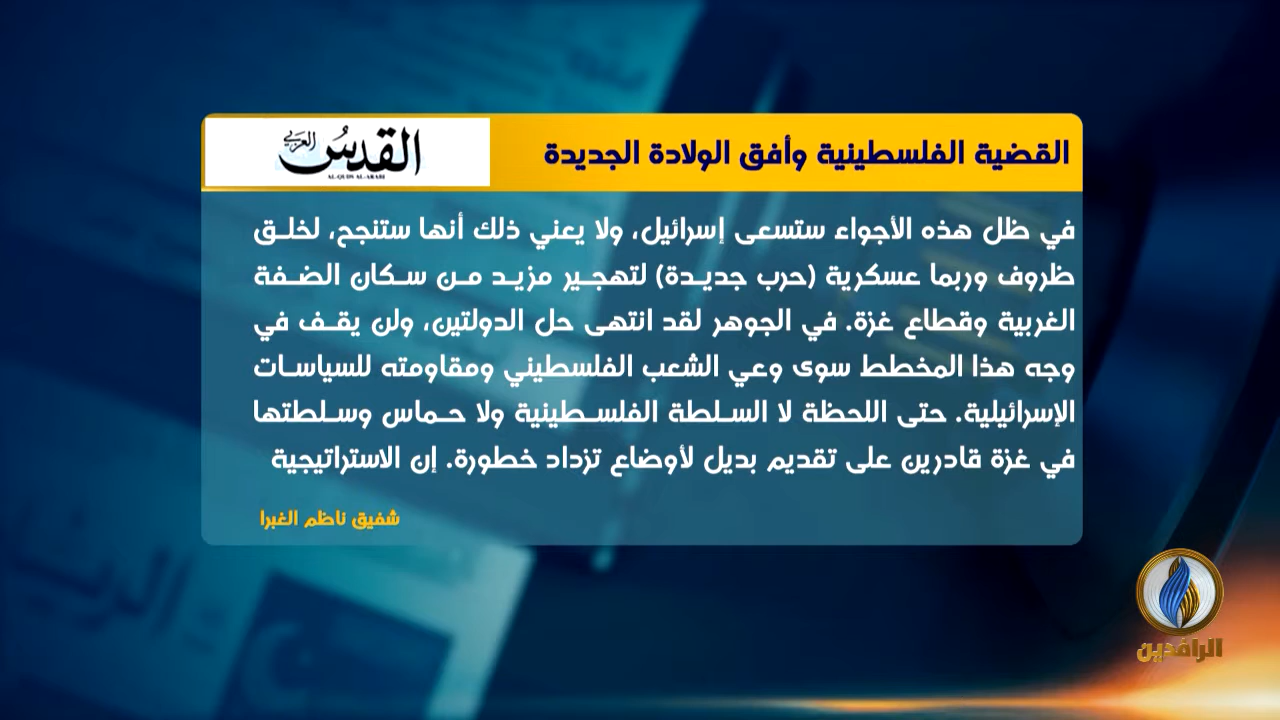 القضية الفلسطينية وأفق الولادة الجديدة
القدس العربي
AL-QUDS AL-ARABI
في ظل هذه الأجواء ستسعى إسرائيل، ولا يعني ذلك أنها ستنجح، لخلق
ظروف وربما عسكرية (حرب جديدة) لتهجير مزيد من سكان الضفة
الغربية وقطاع غزة. في الجوهر لقد انتهى حل الدولتين، ولن يقف في
وجه هذا المخطط سوى وعي الشعب الفلسطيني ومقاومته للسياسات
الإسرائيلية. حتى اللحظة لا السلطة الفلسطينية ولا حماس وسلطتها
في غزة قادرين على تقديم بديل لأوضاع تزداد خطورة. إن الاستراتيجية
شفيق ناظم الغبرا
الرافدين